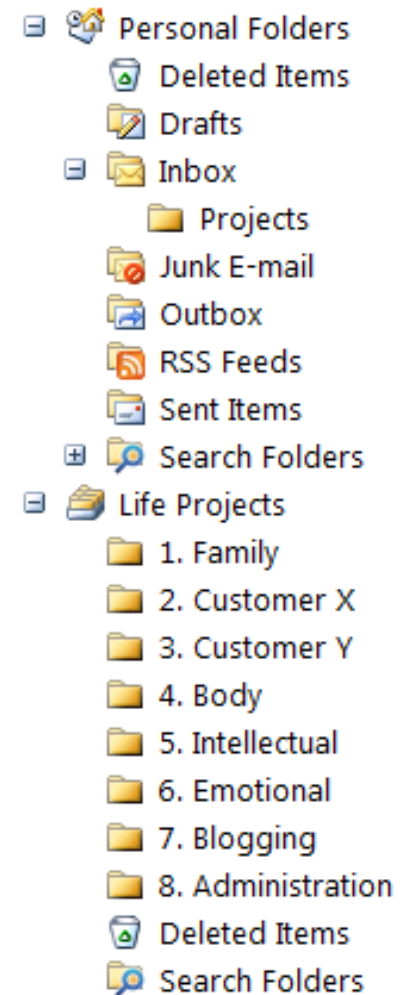 Personal Folders
Deleted Items
Drafts
Inbox
Projects
Junk E-mail
Outbox
RSS Feeds
Sent Items
Search Folders
Life Projects
1. Family
2. Customer X
3. Customer Y
4. Body
5. Intellectual
6. Emotional
7. Blogging
8. Administration
Deleted Items
Search Folders